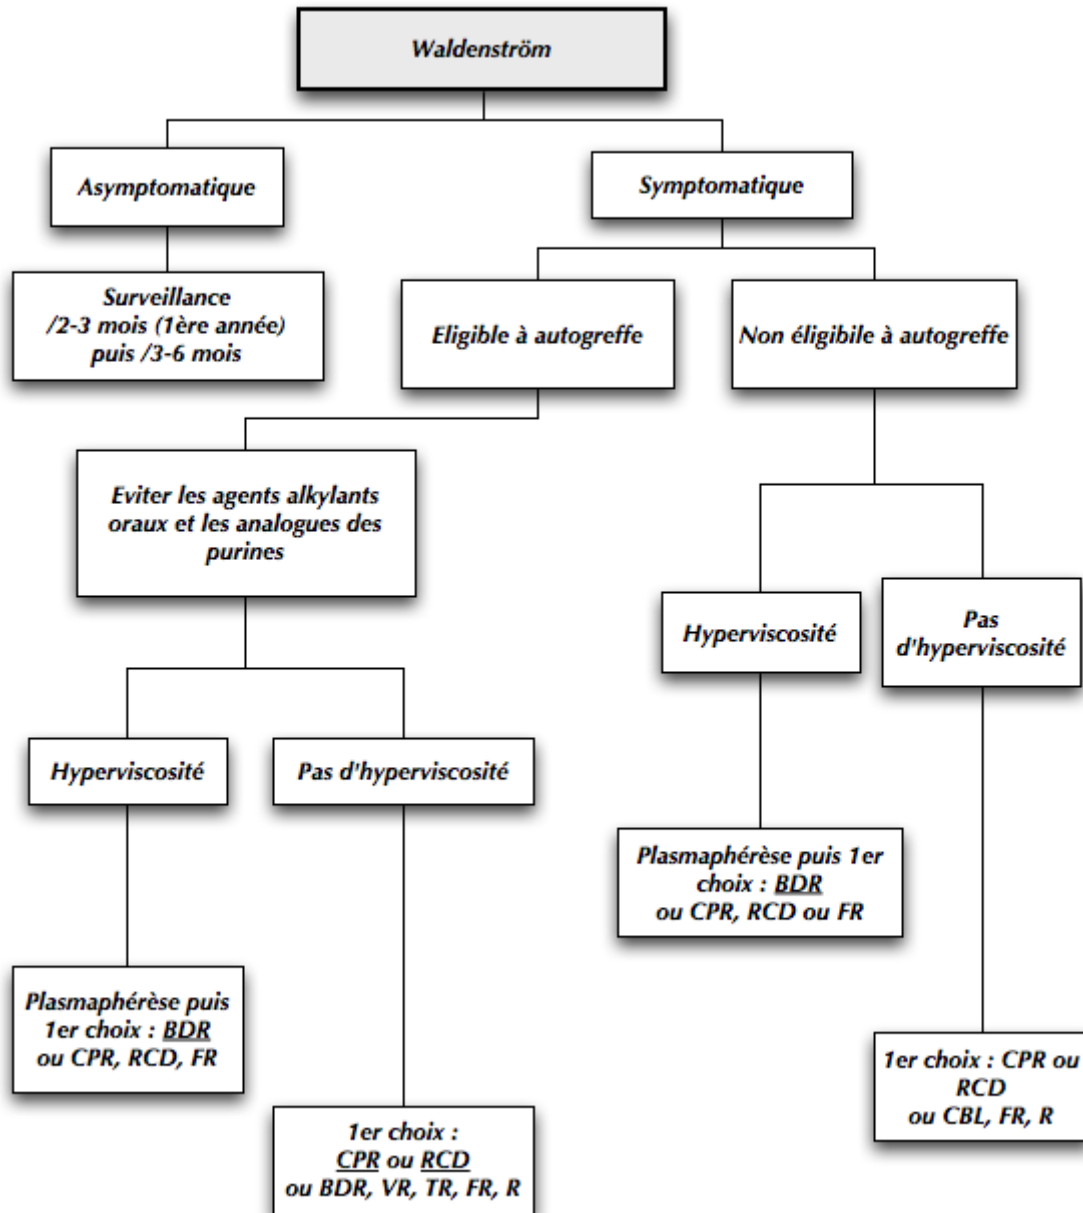 Waldenström
Asymptomatique
Symptomatique
Surveillance
/2-3 mois (1ère année)
puis /3-6 mois
Eligible à autogreffe
Non éligibile à autogreffe
Eviter les agents alkylants
oraux et les analogues des
purines
Hyperviscosité
Pas
d'hyperviscosité
Hyperviscosité
Pas d'hyperviscosité
Plasmaphérèse puis 1er
choix : BDR
ou CPR, RCD ou FR
Plasmaphérèse puis
1er choix : BDR
ou CPR, RCD, FR
1er choix : CPR ou
RCD
ou CBL, FR, R
1er choix :
CPR ou RCD
ou BDR, VR, TR, FR, R